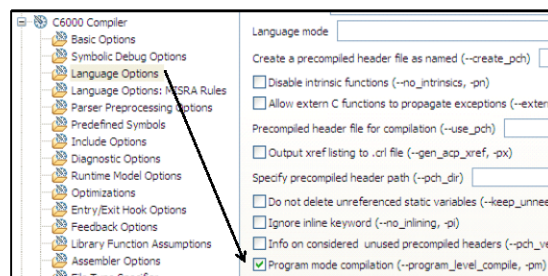 C6000 Compiler
Basic Options
Symbolic Debug Options
Language Options
Language Options: MISRA Rules
Parser Preprocessing Options
Predefined Symbols
Include Options
Diagnostic Options
Runtime Model Options
Optimizations
Entry/Exit Hook Options
Feedback Options
Library Function Assumptions
Assembler Options
Language mode
Create a precompiled header file as named (--create_pch)
Disable intrinsic functions (--no_intrinsics, -pn)
Allow extern C functions to propagate exceptions (--exter
Precompiled header file for compilation (--use_pch)
Output xref listing to .crl file (--gen_acp_xref, -px)
Specify precompiled header path (--pch_dir)
Do not delete unreferenced static variables (--keep_unnee
Ignore inline keyword (--no_inlining, -pi)
Info on considered unused precompiled headers (--pch_ve
Program mode compilation (--program_level_compile, -pm)